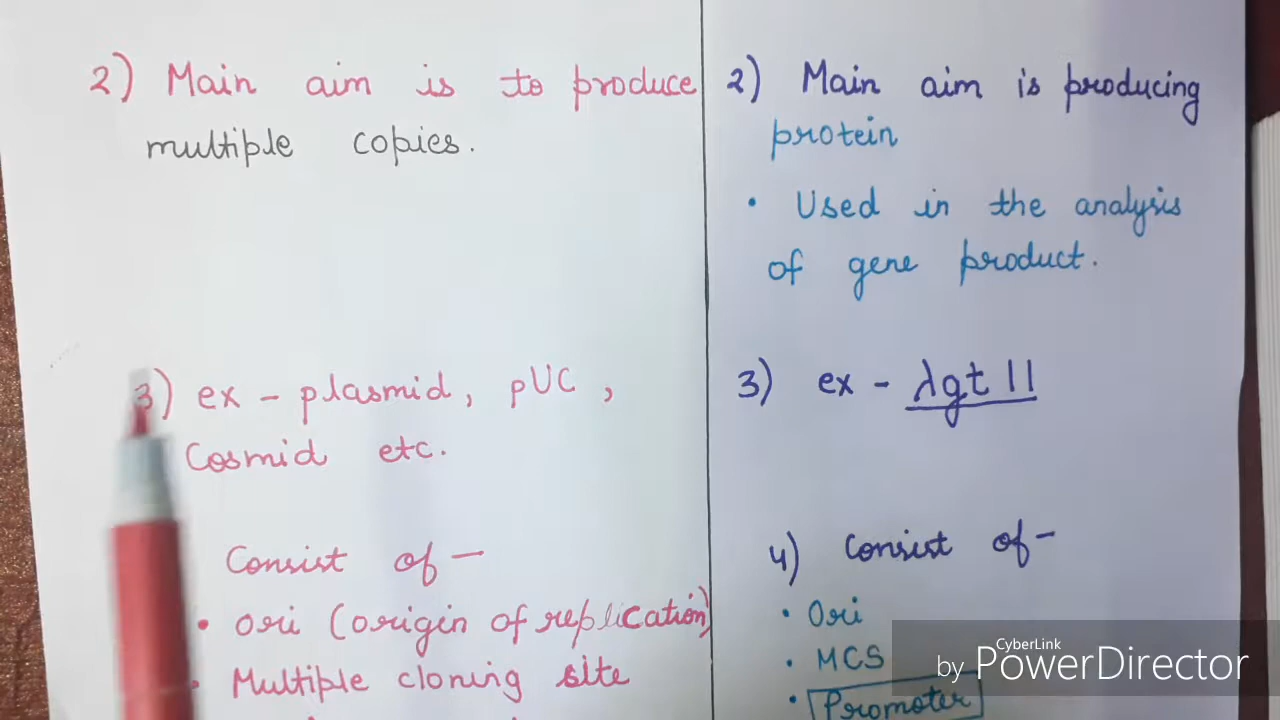 2) Main aim is to produce
multiple copies.
3) ex - plasmid, pUC,
Cosmid etc.
Consist of -
• Ori (origin of replication)
• Multiple cloning site
2) Main aim is producing
protein
• Used in the analysis
of gene product.
3) ex - λgt 11
4) Consist of -
• Ori
• MCS
• Promoter
CyberLink
by PowerDirector